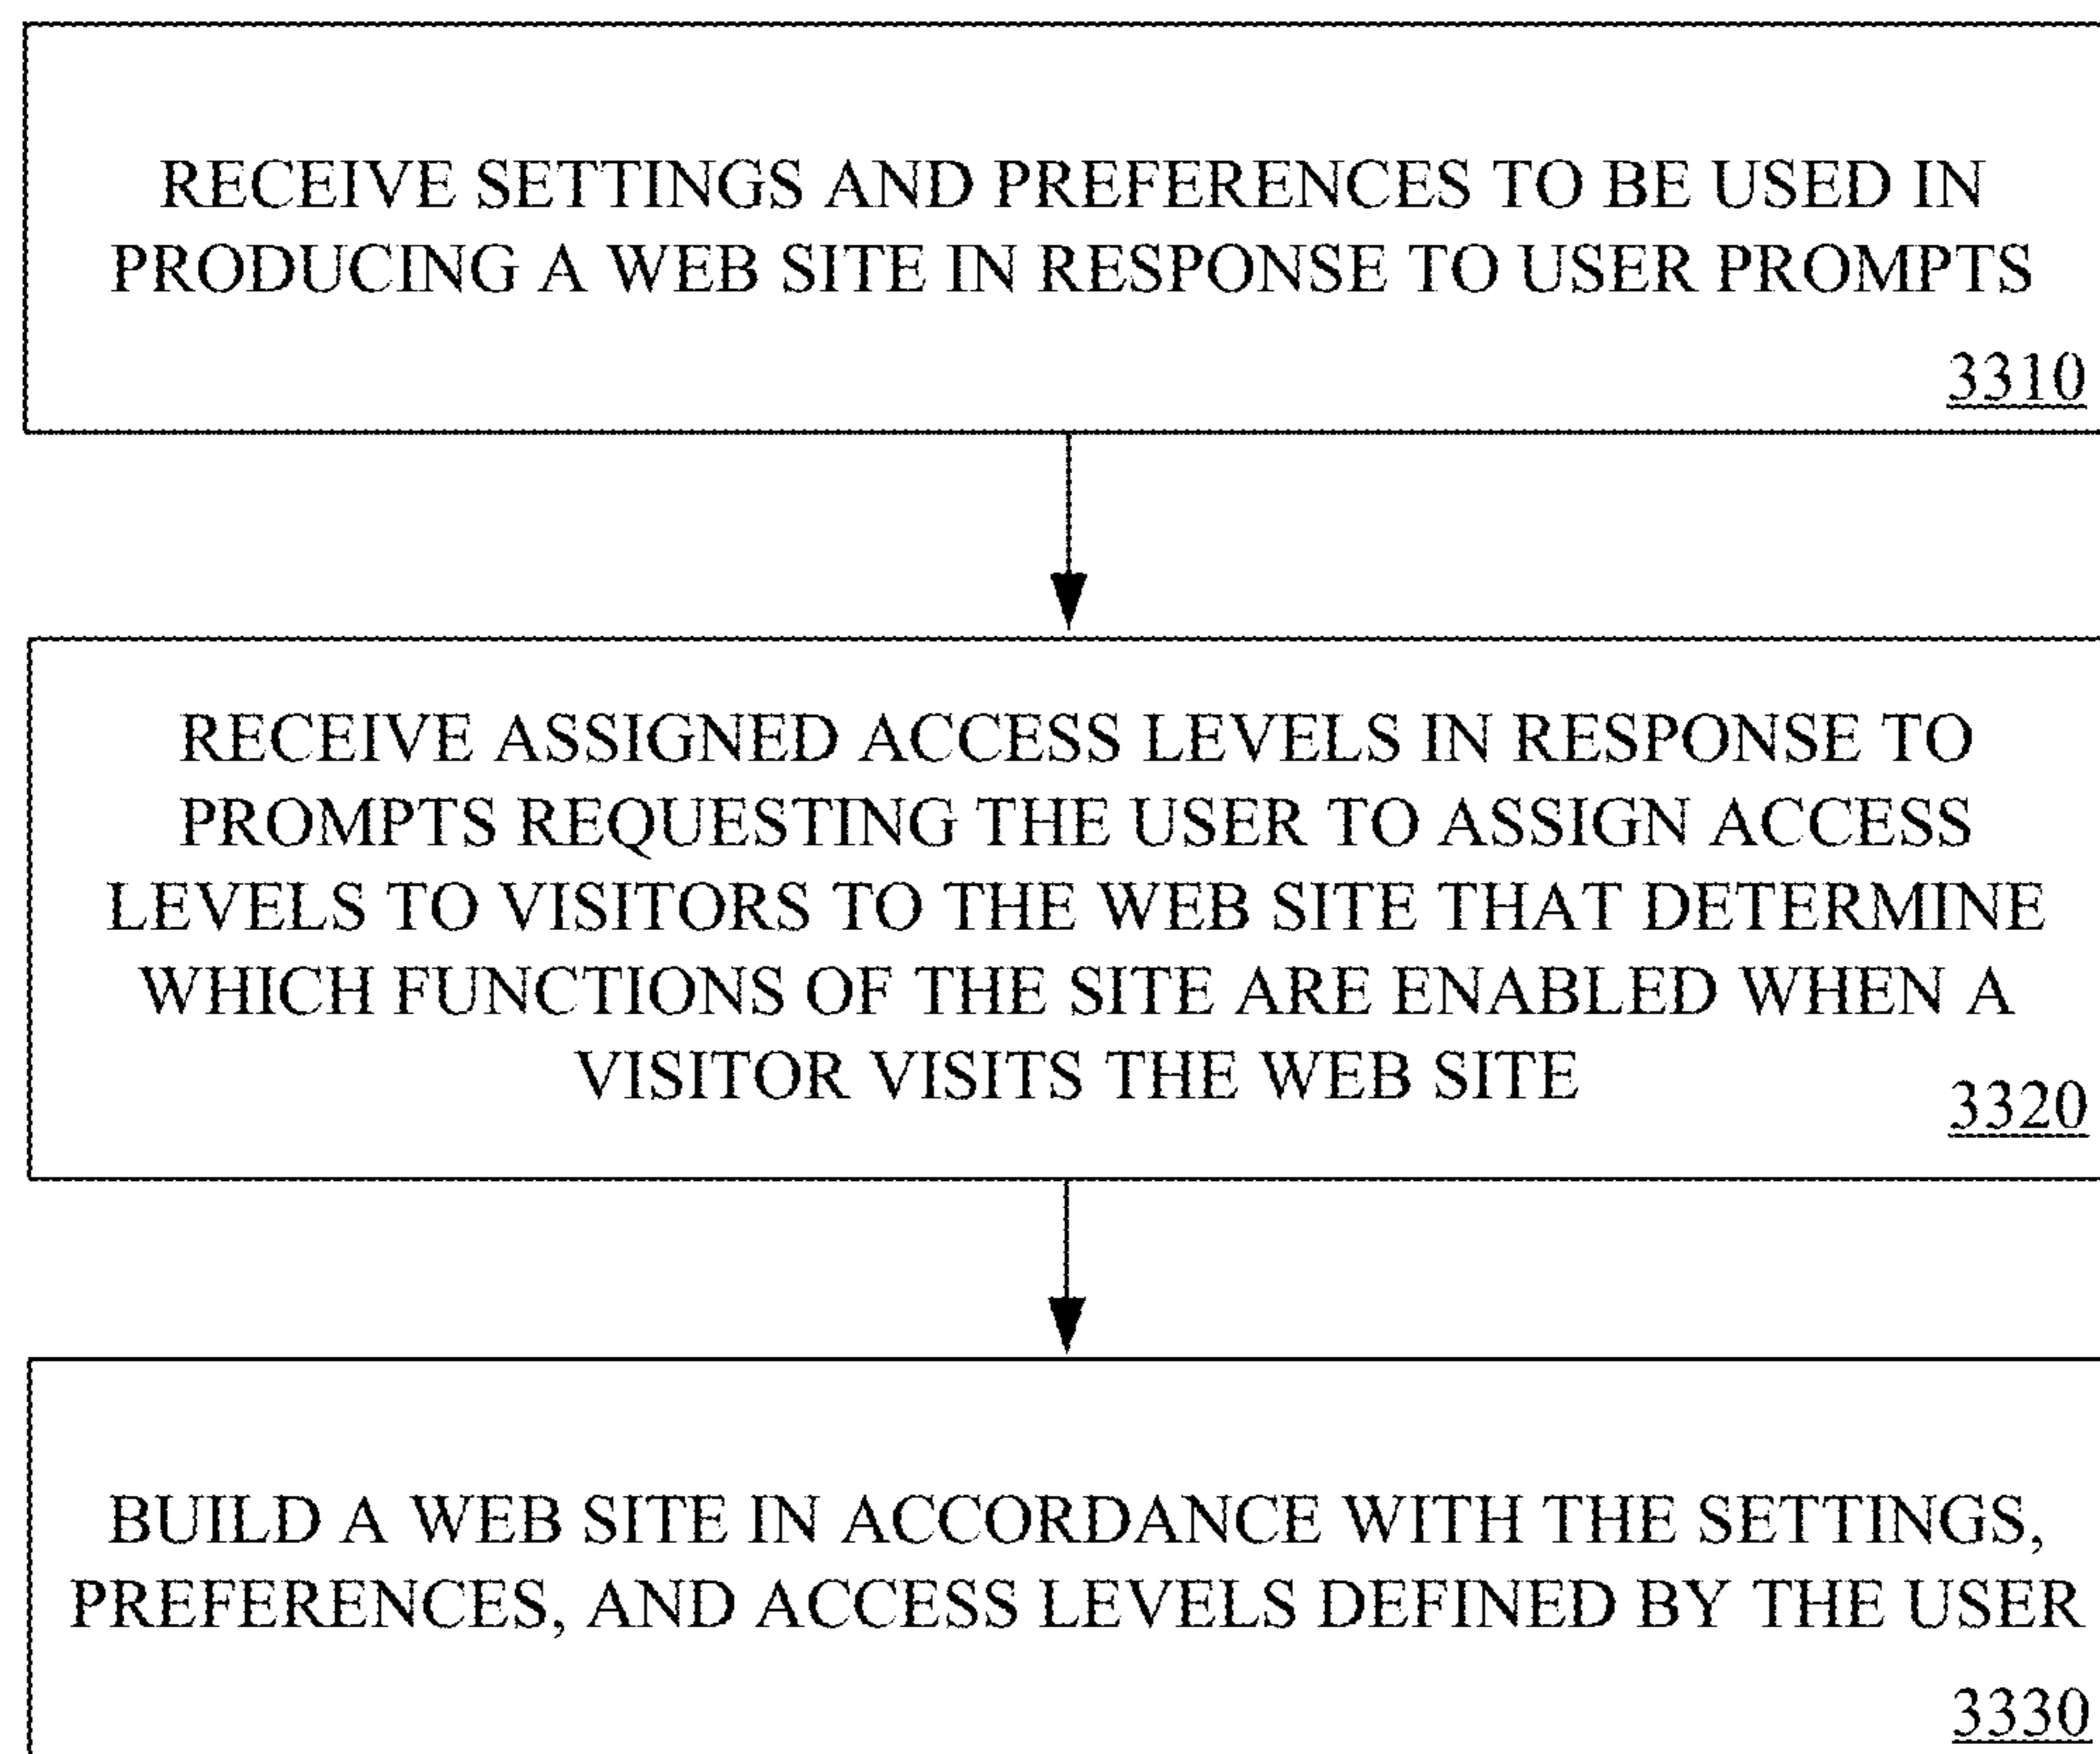 RECEIVE SETTINGS AND PREFERENCES TO BE USED IN
PRODUCING A WEB SITE IN RESPONSE TO USER PROMPTS
3310
RECEIVE ASSIGNED ACCESS LEVELS IN RESPONSE TO
PROMPTS REQUESTING THE USER TO ASSIGN ACCESS
LEVELS TO VISITORS TO THE WEB SITE THAT DETERMINE
WHICH FUNCTIONS OF THE SITE ARE ENABLED WHEN A
VISITOR VISITS THE WEB SITE
3320
BUILD A WEB SITE IN ACCORDANCE WITH THE SETTINGS,
PREFERENCES, AND ACCESS LEVELS DEFINED BY THE USER
3330